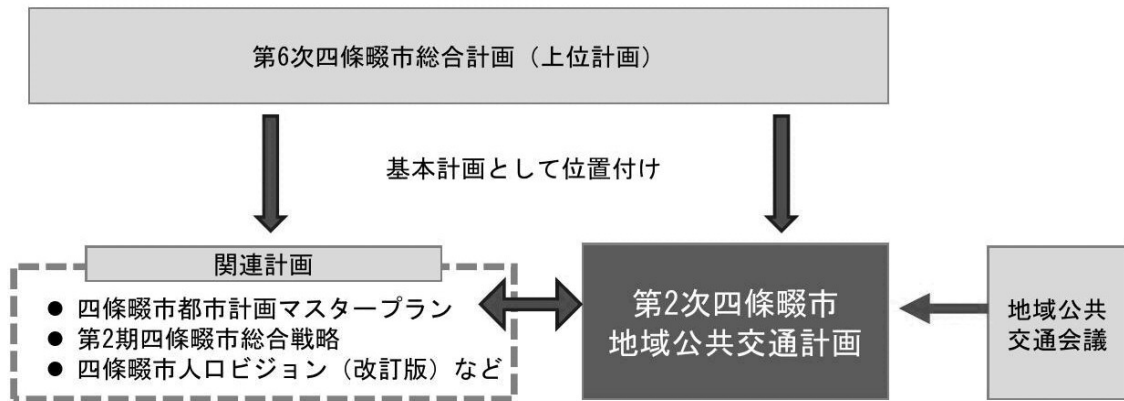 第6次四條畷市総合計画（上位計画）
基本計画として位置付け
関連計画
● 四條畷市都市計画マスタープラン
● 第2期四條畷市総合戦略
● 四條畷市人口ビジョン（改訂版）など
第2次四條畷市
地域公共交通計画
地域公共
交通会議